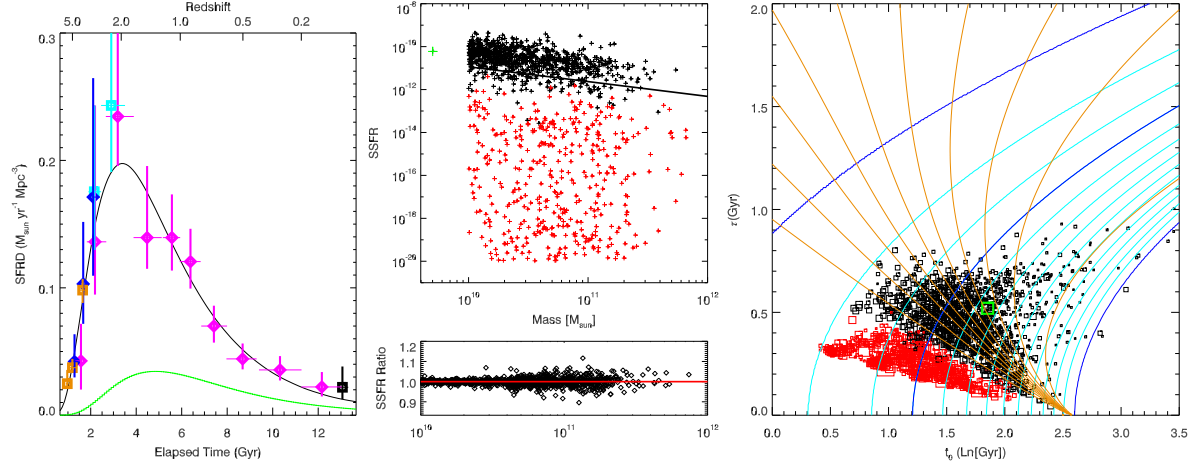 Redshift
5.0 2.0 1.0 0.5 0.2
0.3
0.2
0.1
0.0
SFRD (M_sun yr^-1 Mpc^-3)
2 4 6 8 10 12
Elapsed Time (Gyr)
10^-8
10^-10
10^-12
10^-14
10^-16
10^-18
10^-20
SSFR
10^10 10^11 10^12
Mass [M_sun]
1.2
1.1
1.0
0.9
SSFR Ratio
10^10 10^11 10^12
2.0
1.5
1.0
0.5
0.0
τ (Gyr)
0.0 0.5 1.0 1.5 2.0 2.5 3.0 3.5
t_0 (Ln[Gyr])